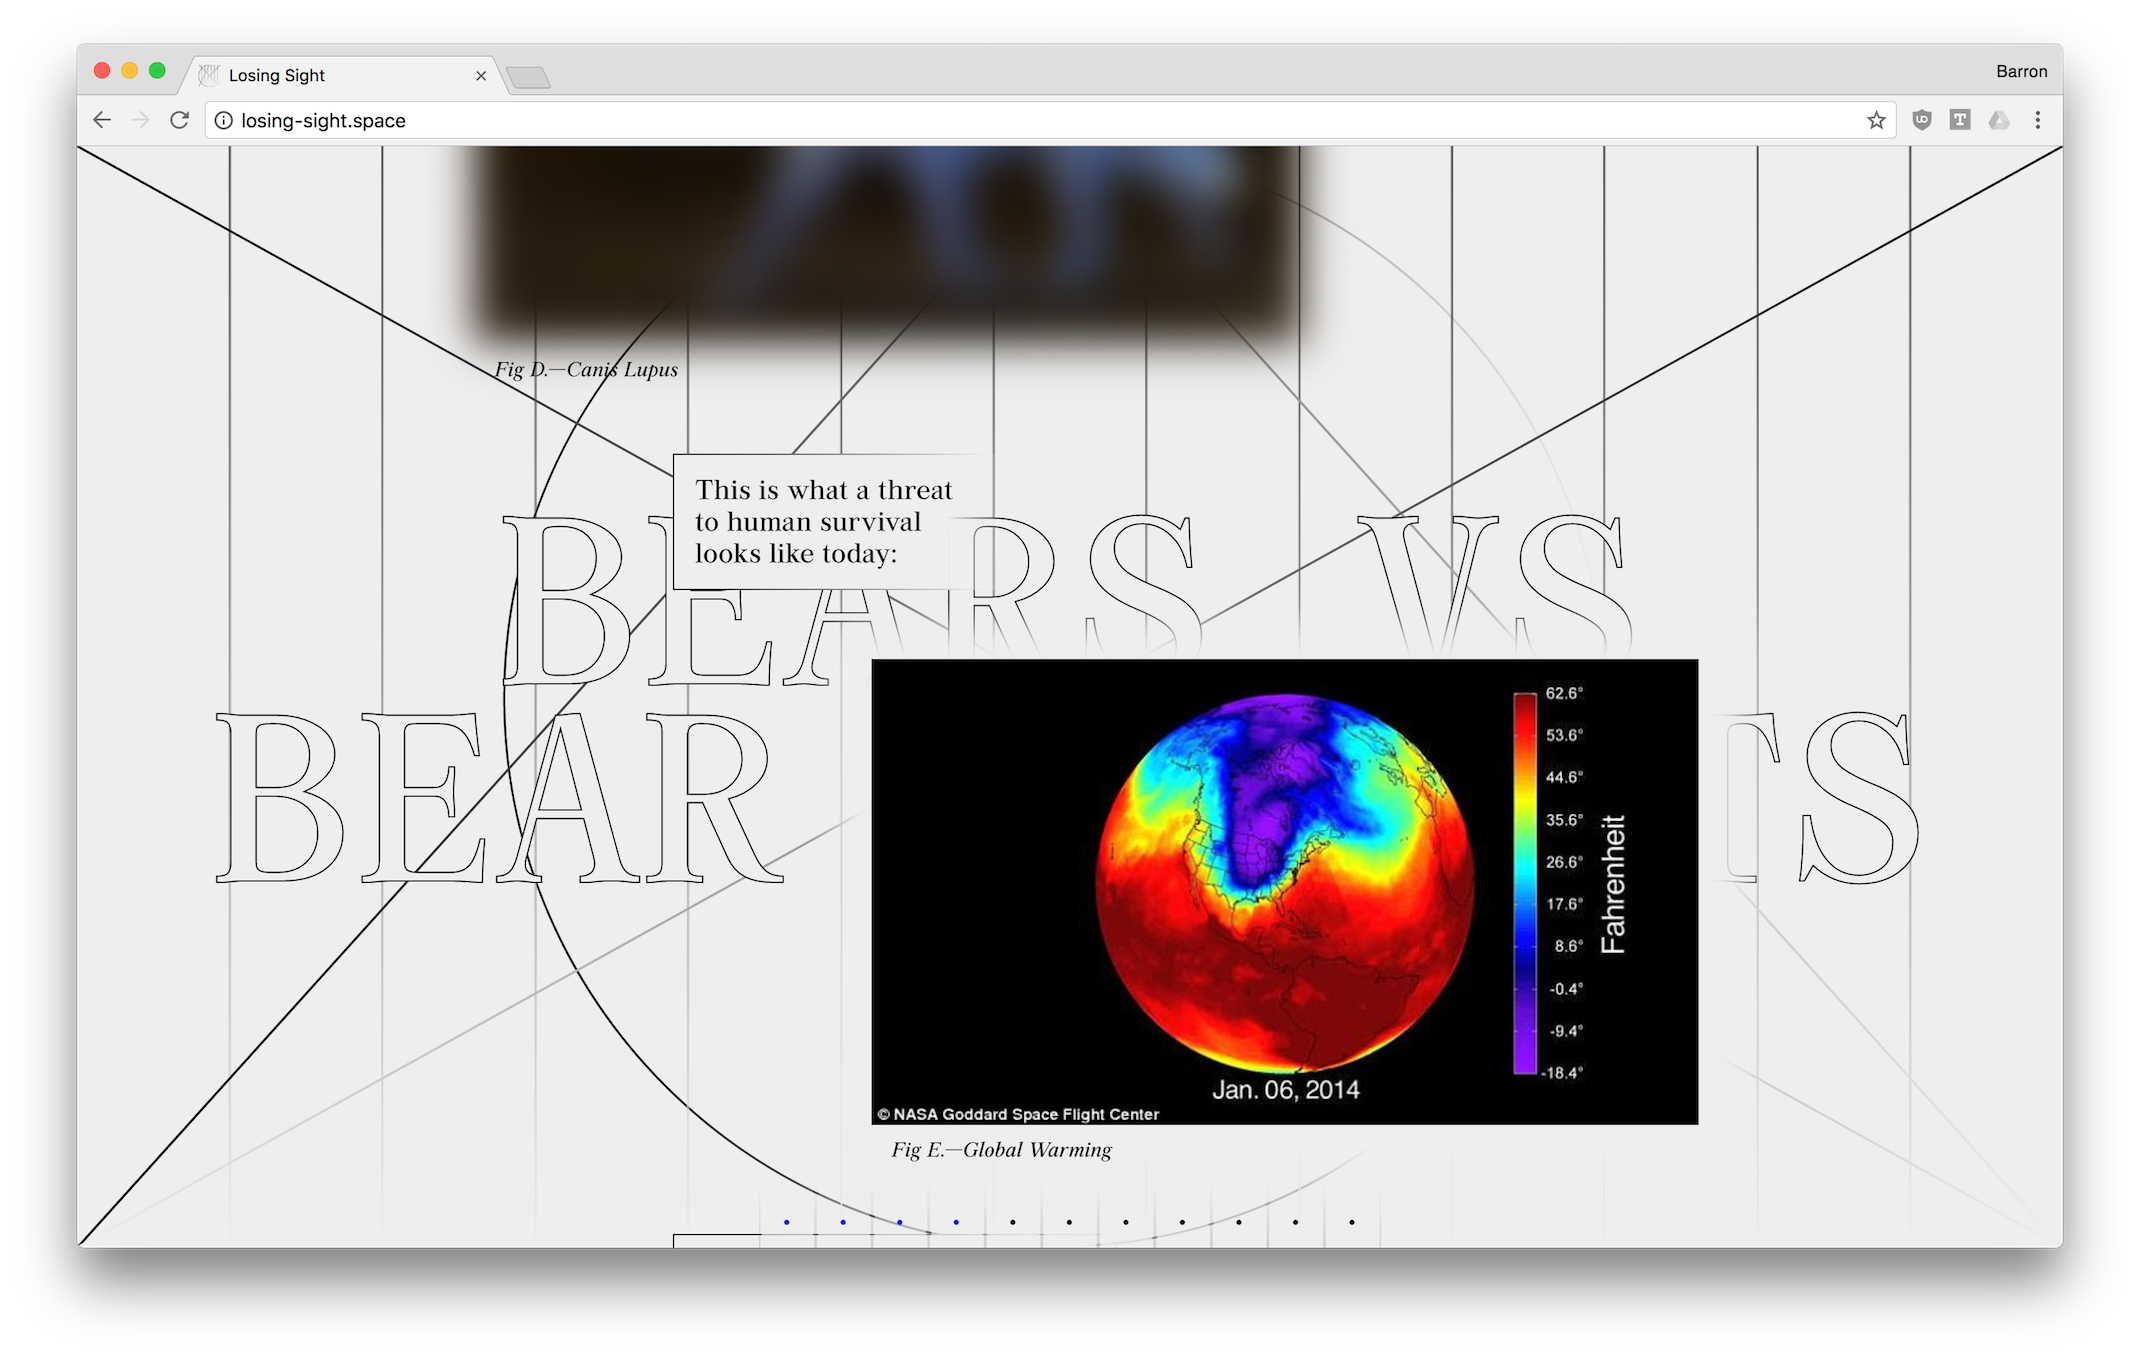 Losing Sight
Barron
losing-sight.space
Fig D.—Canis Lupus
This is what a threat
to human survival
looks like today:
BEARS VS
BEAR
TS
62.6°
53.6°
44.6°
35.6°
26.6°
17.6°
8.6°
-0.4°
-9.4°
-18.4°
Fahrenheit
Jan. 06, 2014
© NASA Goddard Space Flight Center
Fig E.—Global Warming